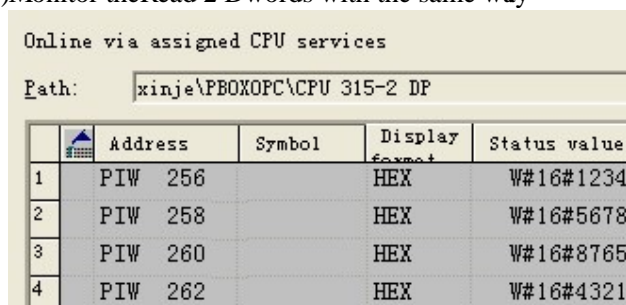 )Monitor theRead 2 Dwords with the same way
Online via assigned CPU services
Path: xinje\PBOXOPC\CPU 315-2 DP
Address Symbol Display format Status value
1 PIW 256 HEX W#16#1234
2 PIW 258 HEX W#16#5678
3 PIW 260 HEX W#16#8765
4 PIW 262 HEX W#16#4321